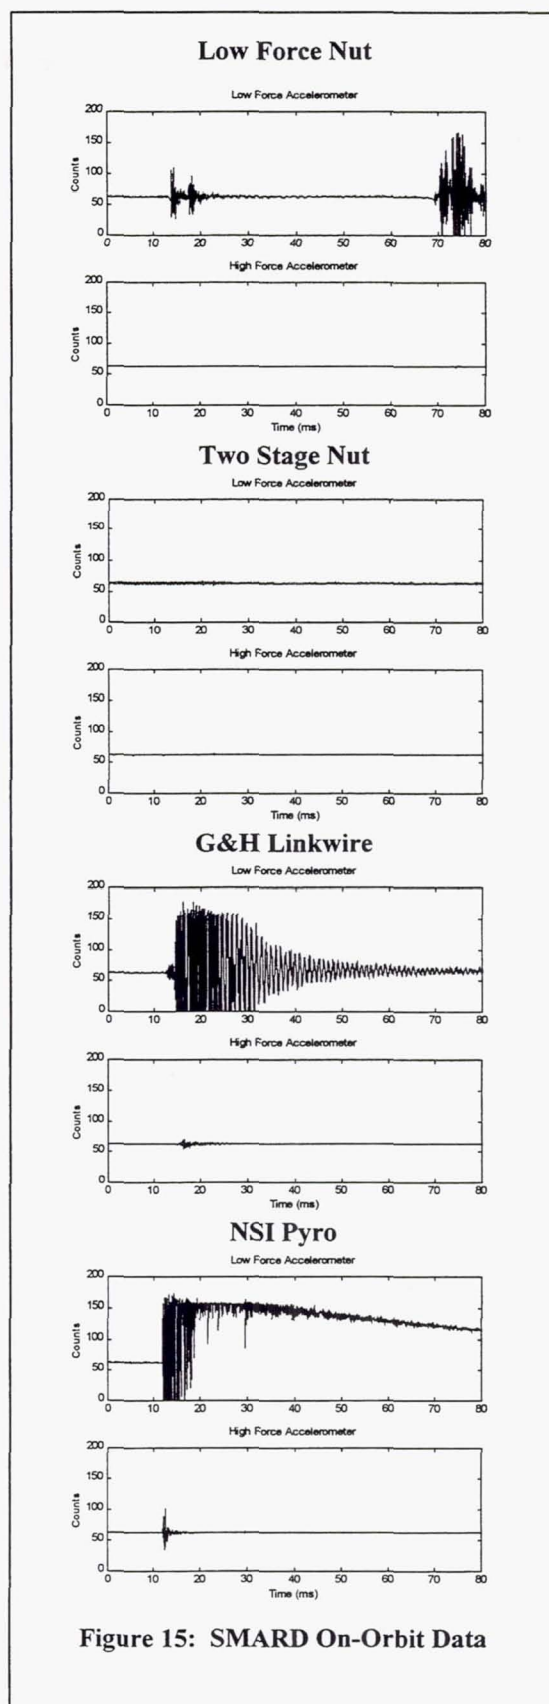 Low Force Nut
Low Force Accelerometer
200
150
100
50
0
Counts
0 10 20 30 40 50 60 70 80
High Force Accelerometer
200
150
100
50
0
Counts
0 10 20 30 40 50 60 70 80
Time (ms)
Two Stage Nut
Low Force Accelerometer
200
150
100
50
0
Counts
0 10 20 30 40 50 60 70 80
High Force Accelerometer
200
150
100
50
0
Counts
0 10 20 30 40 50 60 70 80
Time (ms)
G&H Linkwire
Low Force Accelerometer
200
150
100
50
0
Counts
0 10 20 30 40 50 60 70 80
High Force Accelerometer
200
150
100
50
0
Counts
0 10 20 30 40 50 60 70 80
Time (ms)
NSI Pyro
Low Force Accelerometer
200
150
100
50
0
Counts
0 10 20 30 40 50 60 70 80
High Force Accelerometer
200
150
100
50
0
Counts
0 10 20 30 40 50 60 70 80
Time (ms)
Figure 15: SMARD On-Orbit Data